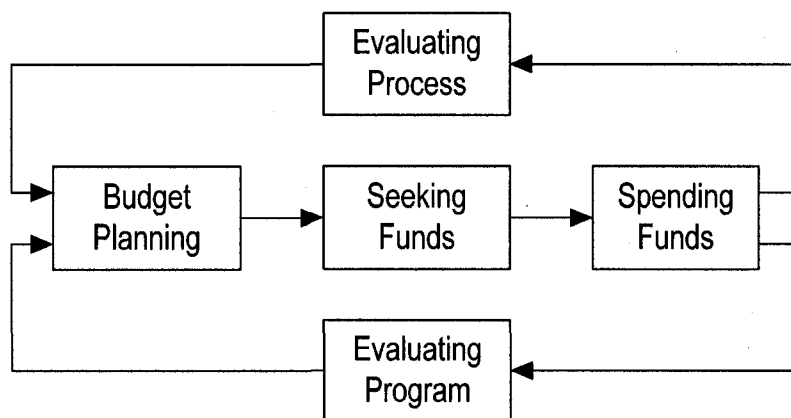 Evaluating
Process
Budget
Planning
Seeking
Funds
Spending
Funds
Evaluating
Program